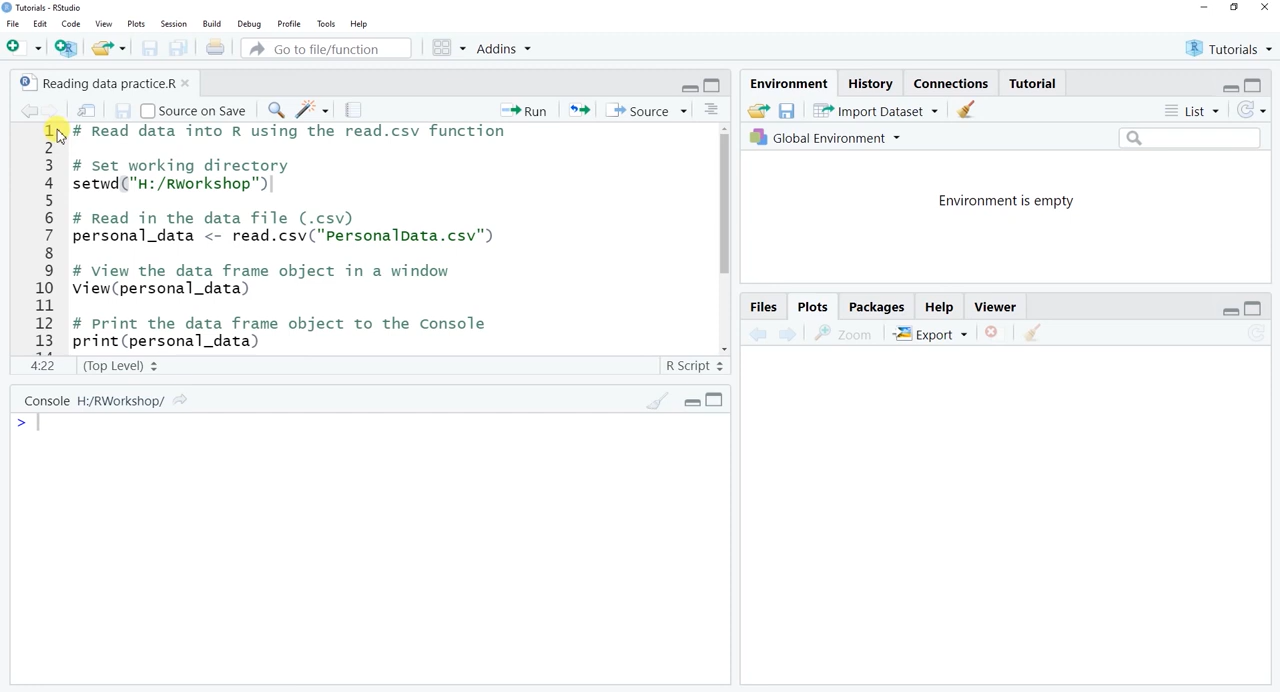 Tutorials - RStudio
File Edit Code View Plots Session Build Debug Profile Tools Help
Go to file/function Addins Tutorials
Reading data practice.R
Source on Save Run Source
1 # Read data into R using the read.csv function
2
3 # Set working directory
4 setwd("H:/RWorkshop")
5
6 # Read in the data file (.csv)
7 personal_data <- read.csv("PersonalData.csv")
8
9 # View the data frame object in a window
10 View(personal_data)
11
12 # Print the data frame object to the Console
13 print(personal_data)
14
4:22 (Top Level) R Script
Console H:/RWorkshop/
>
Environment History Connections Tutorial
Import Dataset List
Global Environment
Environment is empty
Files Plots Packages Help Viewer
Zoom Export